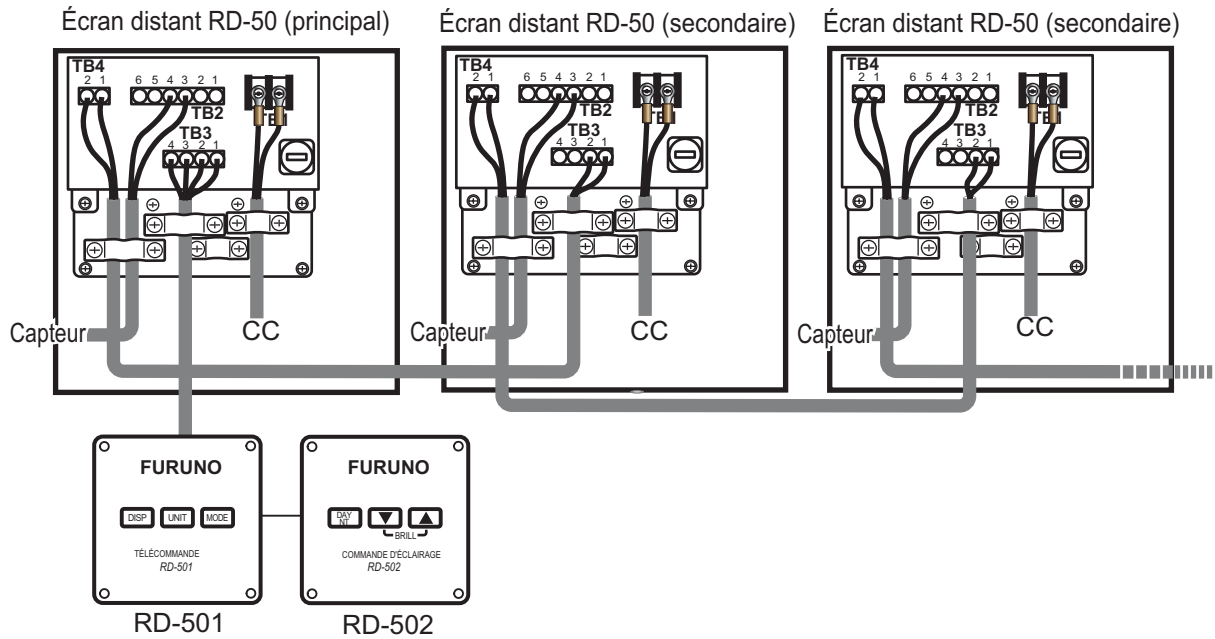 Écran distant RD-50 (principal)
Écran distant RD-50 (secondaire)
Écran distant RD-50 (secondaire)
TB4
2 1
6 5 4 3 2 1
TB2
TB3
4 3 2 1
TB4
2 1
6 5 4 3 2 1
TB2
TB3
4 3 2 1
TB4
2 1
6 5 4 3 2 1
TB2
TB3
4 3 2 1
Capteur
CC
Capteur
CC
Capteur
CC
FURUNO
DISP UNIT MODE
TÉLÉCOMMANDE
RD-501
RD-501
FURUNO
DAY
NT
BRILL
COMMANDE D'ÉCLAIRAGE
RD-502
RD-502